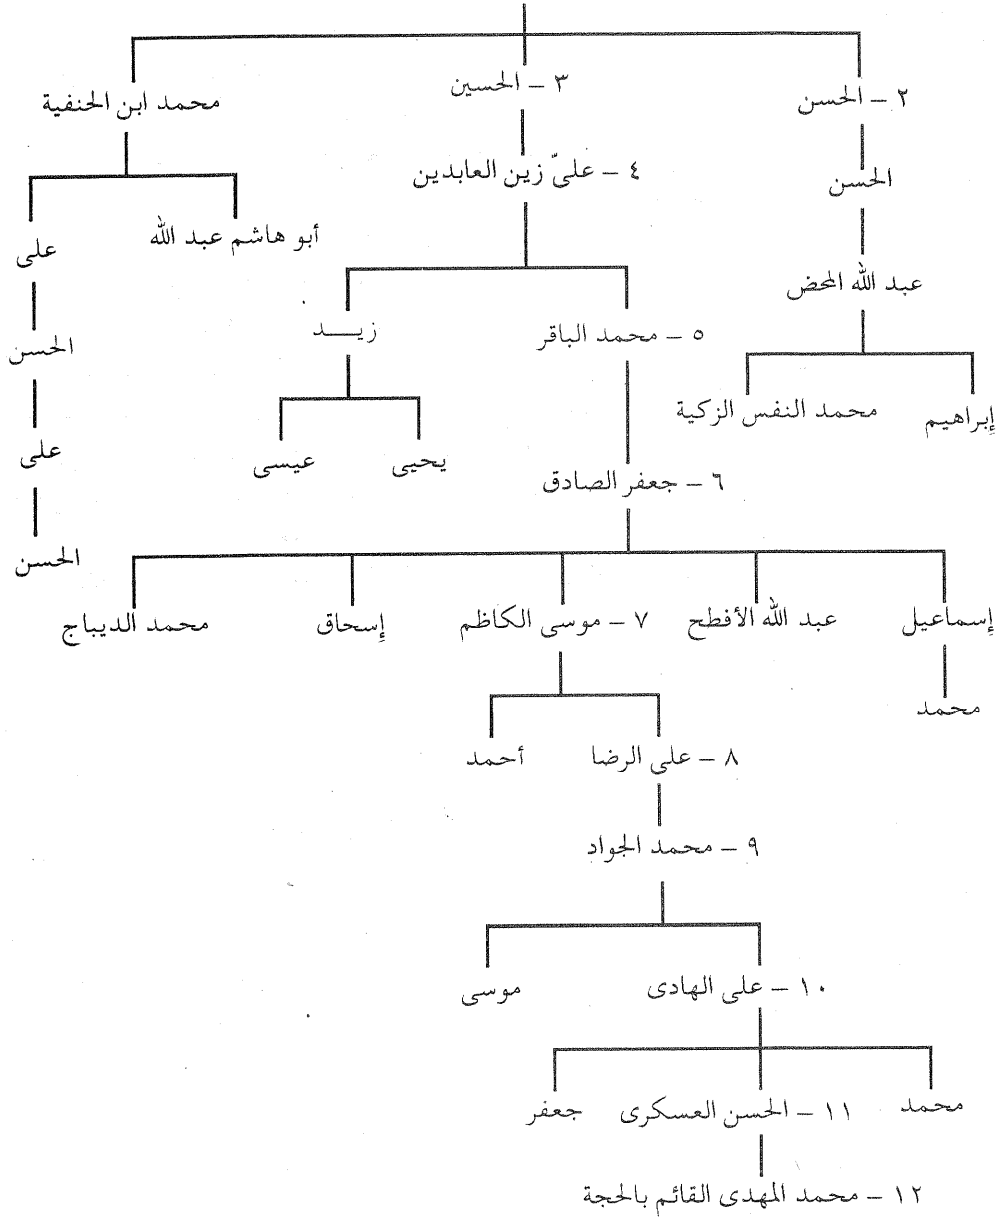 ٢ – الحسن
٣ – الحسين
محمد ابن الحنفية
٤ – علىّ زين العابدين
الحسن
أبو هاشم عبد الله
على
عبد الله المحض
٥ – محمد الباقر
زيـــد
الحسن
إبراهيم
محمد النفس الزكية
يحيى
عيسى
على
٦ – جعفر الصادق
الحسن
إسماعيل
عبد الله الأفطح
٧ – موسى الكاظم
إسحاق
محمد الديباج
محمد
٨ – على الرضا
أحمد
٩ – محمد الجواد
١٠ – على الهادى
موسى
محمد
١١ – الحسن العسكرى
جعفر
١٢ – محمد المهدى القائم بالحجة